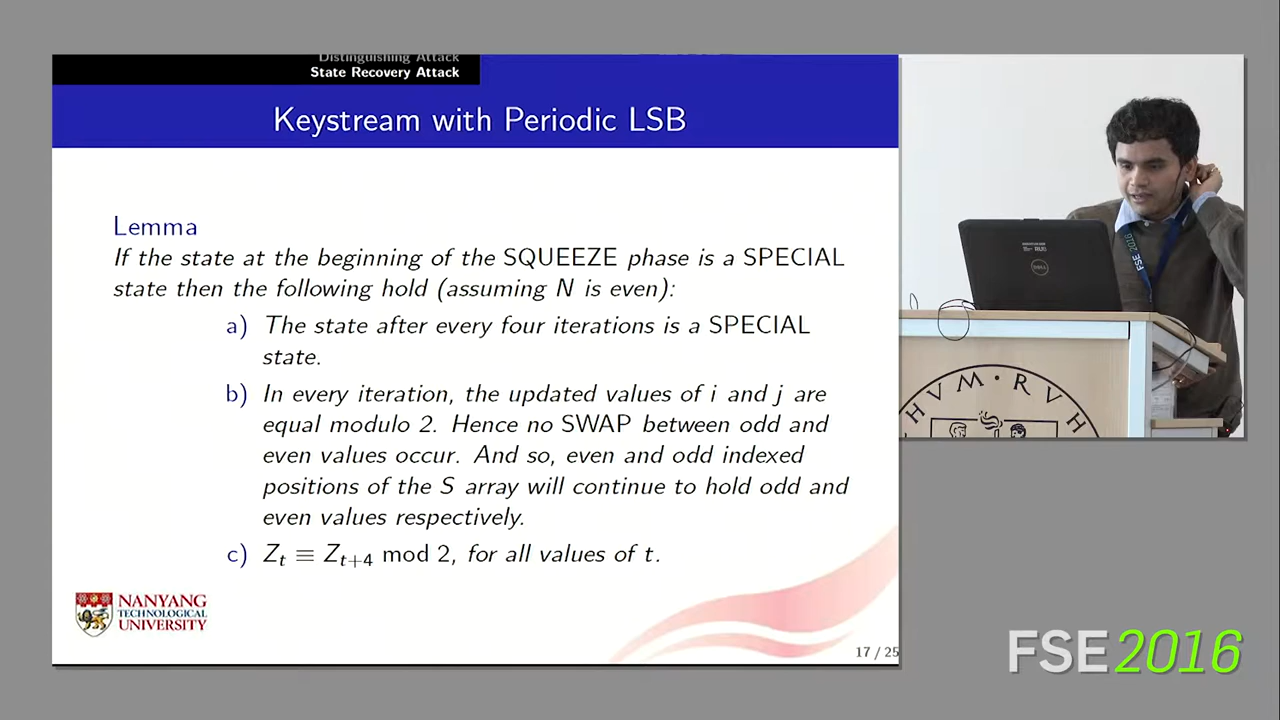 Distinguishing Attack
State Recovery Attack
Keystream with Periodic LSB
Lemma
If the state at the beginning of the SQUEEZE phase is a SPECIAL
state then the following hold (assuming N is even):
a) The state after every four iterations is a SPECIAL
state.
b) In every iteration, the updated values of i and j are
equal modulo 2. Hence no SWAP between odd and
even values occur. And so, even and odd indexed
positions of the S array will continue to hold odd and
even values respectively.
c) Zₜ ≡ Zₜ₊₄ mod 2, for all values of t.
NANYANG
TECHNOLOGICAL
UNIVERSITY
17 / 25
DELL
FSE 2016
HVM · RVH
FSE 2016